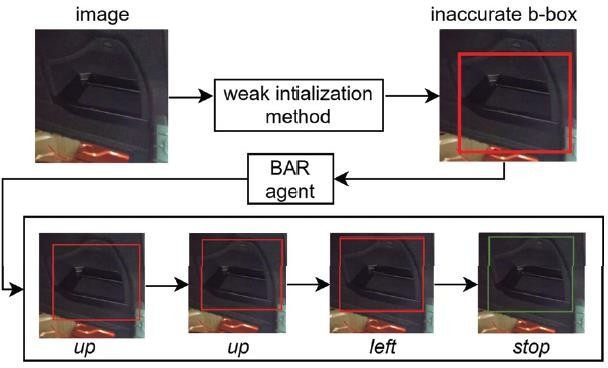 image
inaccurate b-box
weak intialization
method
BAR
agent
up
up
left
stop